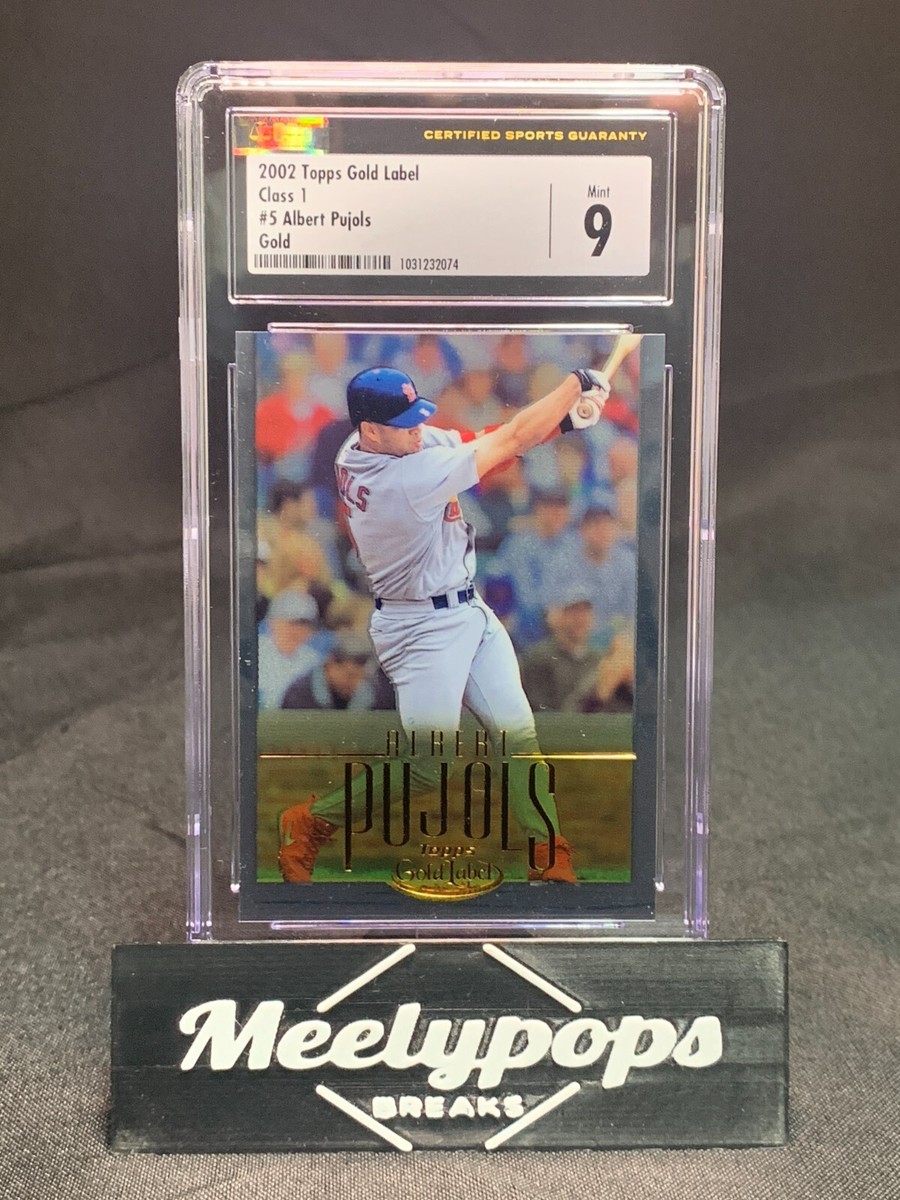 CERTIFIED SPORTS GUARANTY
2002 Topps Gold Label
Class 1
#5 Albert Pujols
Gold
Mint
9
1031232074
OLS
ALBERT
PUJOLS
Topps
Gold Label
Meelypops
BREAKS